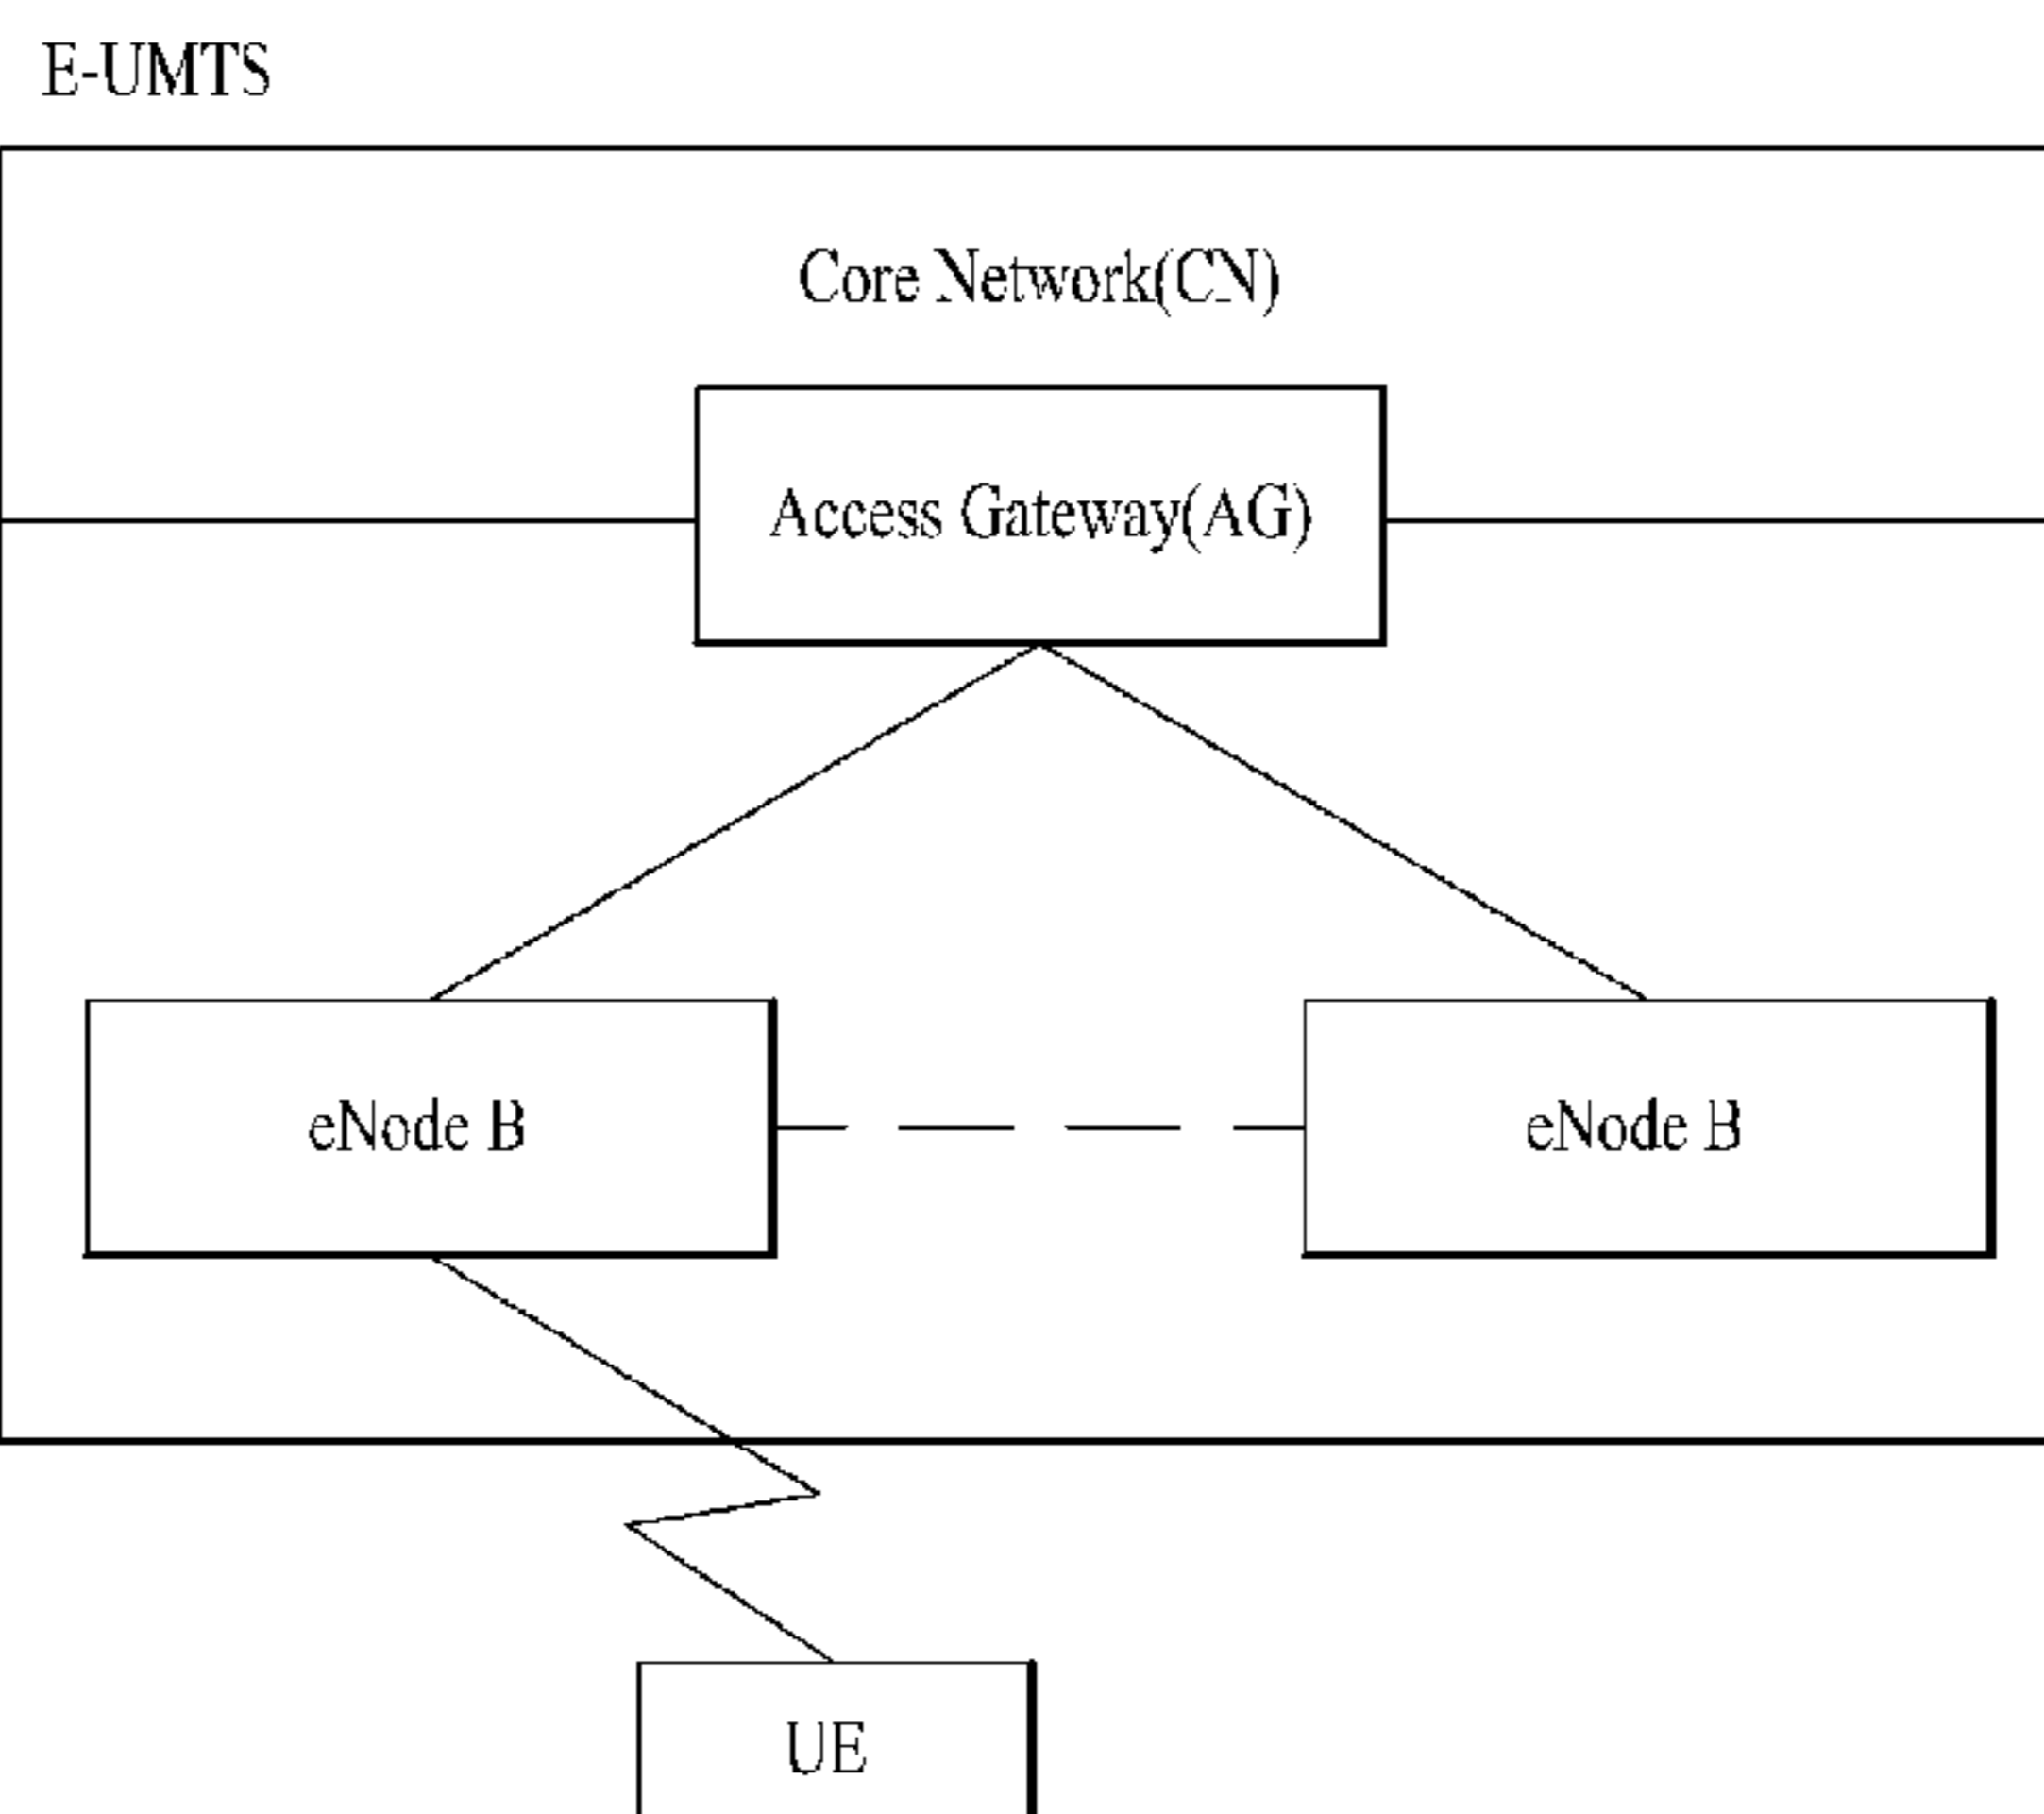 E-UMTS
Core Network(CN)
Access Gateway(AG)
eNode B
eNode B
UE